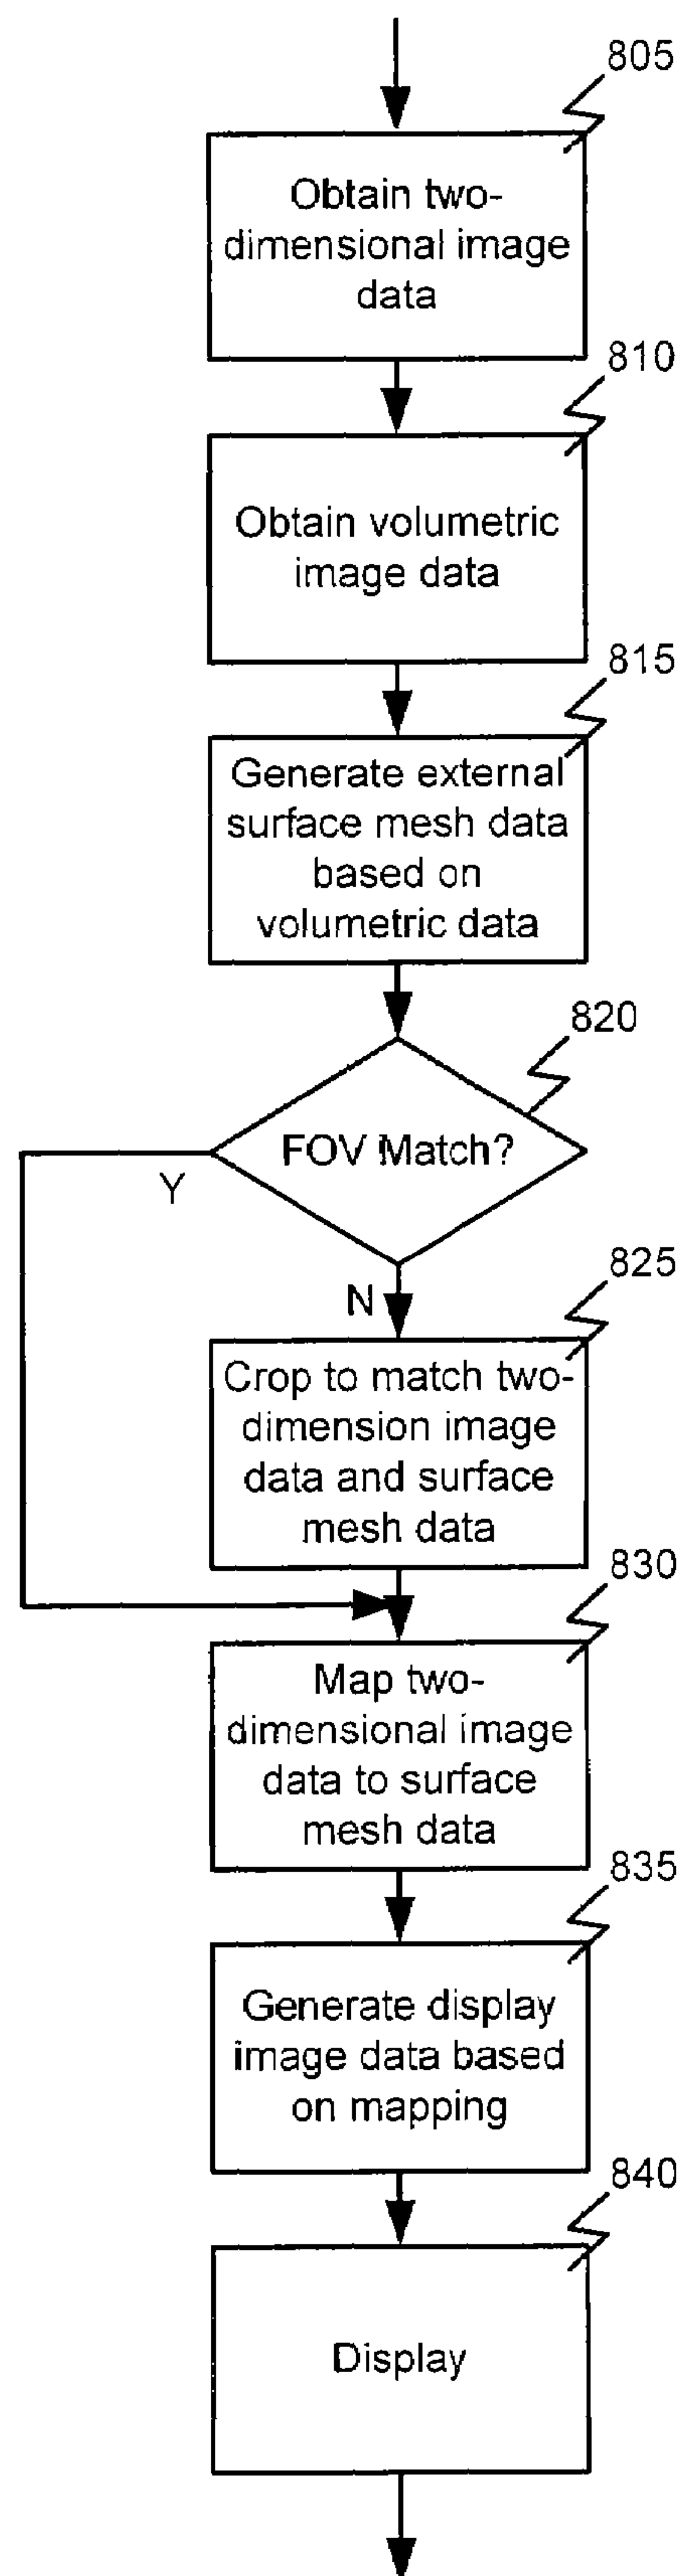 805
Obtain two-
dimensional image
data
810
Obtain volumetric
image data
815
Generate external
surface mesh data
based on
volumetric data
820
FOV Match?
Y
N
825
Crop to match two-
dimension image
data and surface
mesh data
830
Map two-
dimensional image
data to surface
mesh data
835
Generate display
image data based
on mapping
840
Display